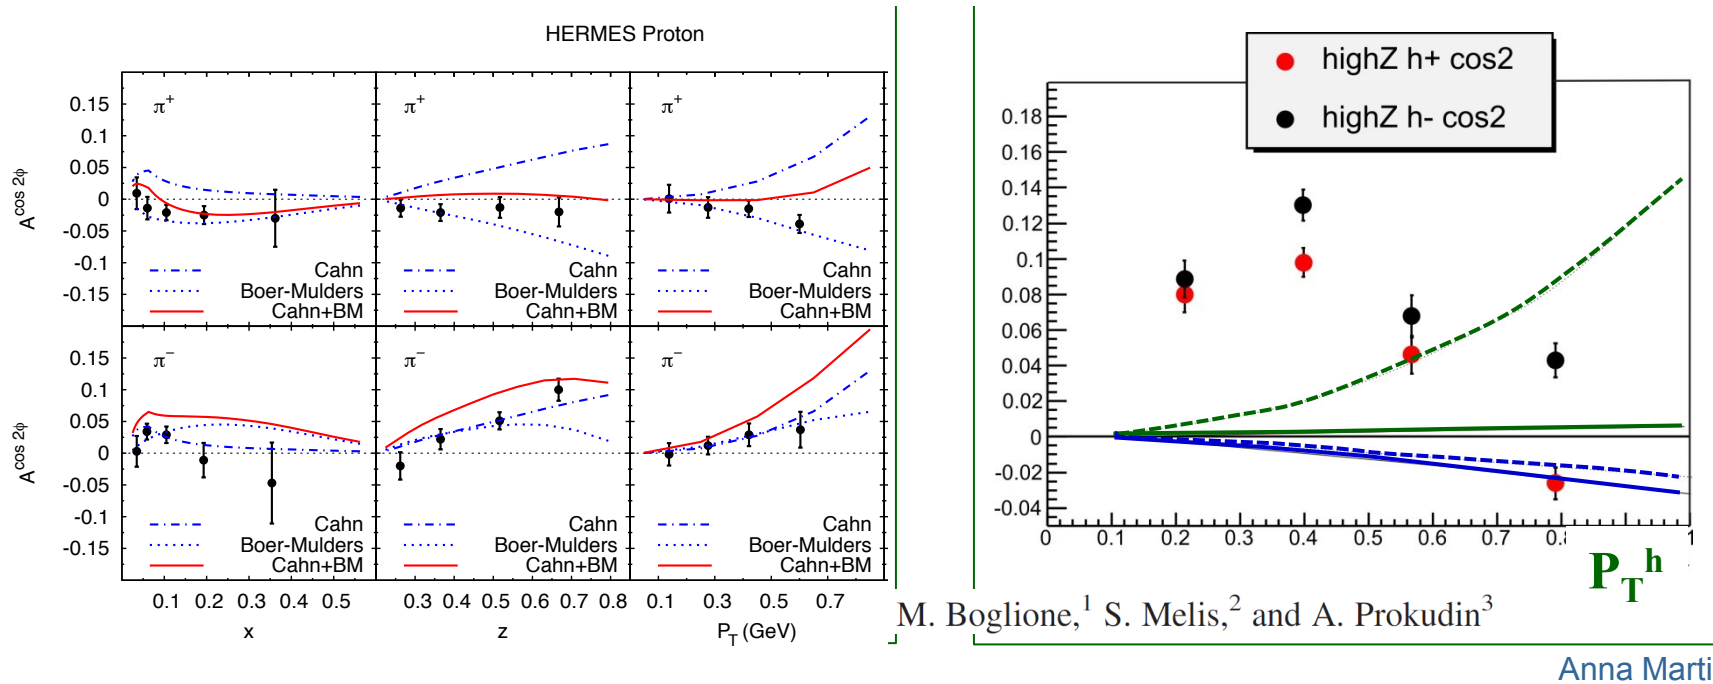 HERMES Proton
A^cos 2ϕ
0.15
0.1
0.05
0
-0.05
-0.1
-0.15
π+
Cahn
Boer-Mulders
Cahn+BM
π+
Cahn
Boer-Mulders
Cahn+BM
π+
Cahn
Boer-Mulders
Cahn+BM
A^cos 2ϕ
0.15
0.1
0.05
0
-0.05
-0.1
-0.15
π−
Cahn
Boer-Mulders
Cahn+BM
π−
Cahn
Boer-Mulders
Cahn+BM
π−
Cahn
Boer-Mulders
Cahn+BM
0.1 0.2 0.3 0.4 0.5
0.3 0.4 0.5 0.6 0.7 0.8
0.1 0.3 0.5 0.7
x
z
P_T (GeV)
highZ h+ cos2
highZ h- cos2
0.18
0.16
0.14
0.12
0.1
0.08
0.06
0.04
0.02
0
-0.02
-0.04
0 0.1 0.2 0.3 0.4 0.5 0.6 0.7 0.8 1
P_T^h
M. Boglione,^1 S. Melis,^2 and A. Prokudin^3
Anna Marti